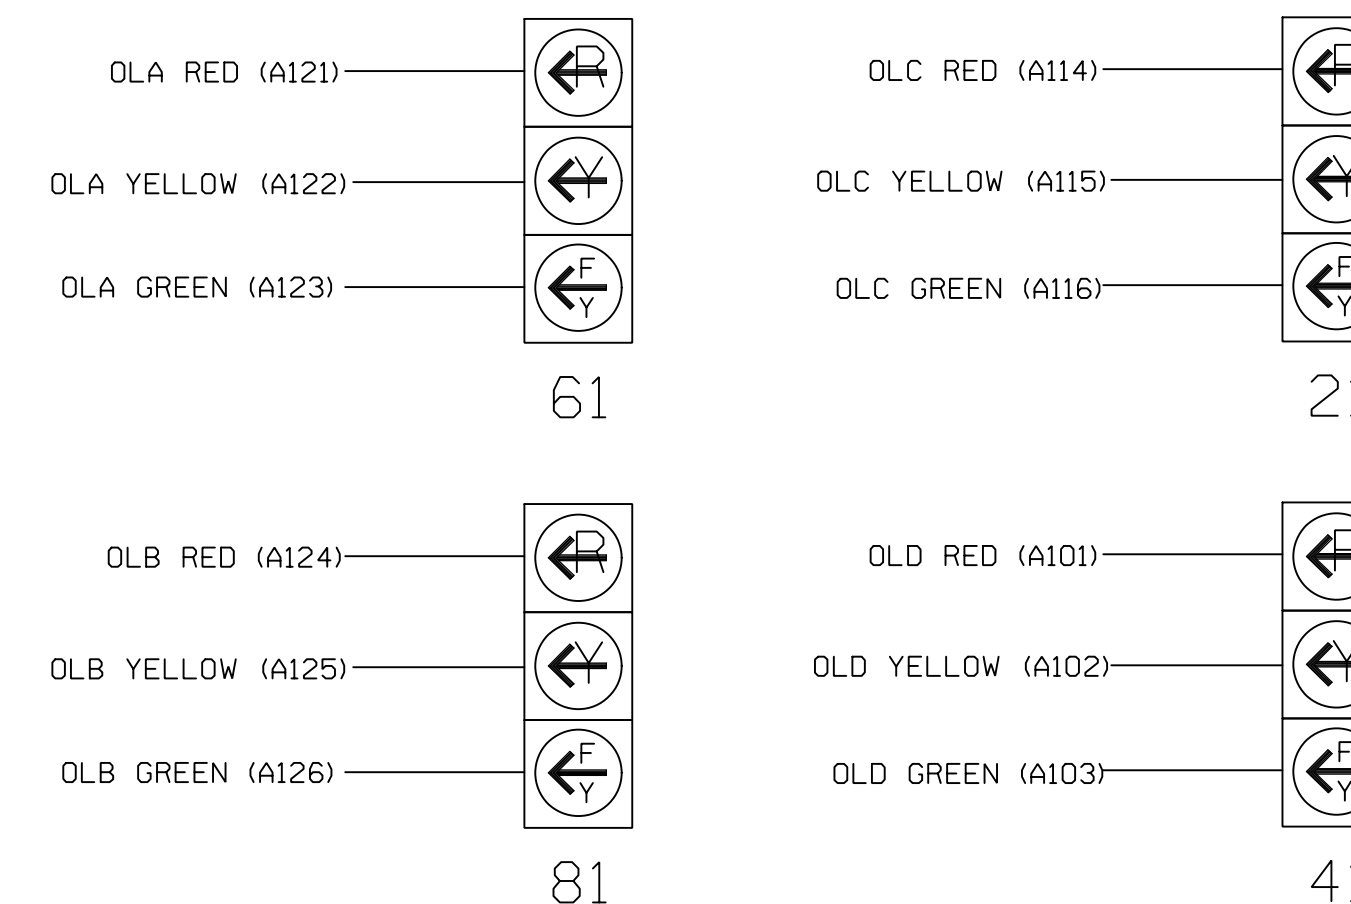 OLA RED (A121)
R
OLA YELLOW (A122)
Y
OLA GREEN (A123)
F
Y
61
OLC RED (A114)
OLC YELLOW (A115)
Y
OLC GREEN (A116)
F
Y
OLB RED (A124)
R
OLB YELLOW (A125)
Y
OLB GREEN (A126)
F
Y
81
OLD RED (A101)
OLD YELLOW (A102)
Y
OLD GREEN (A103)
F
Y